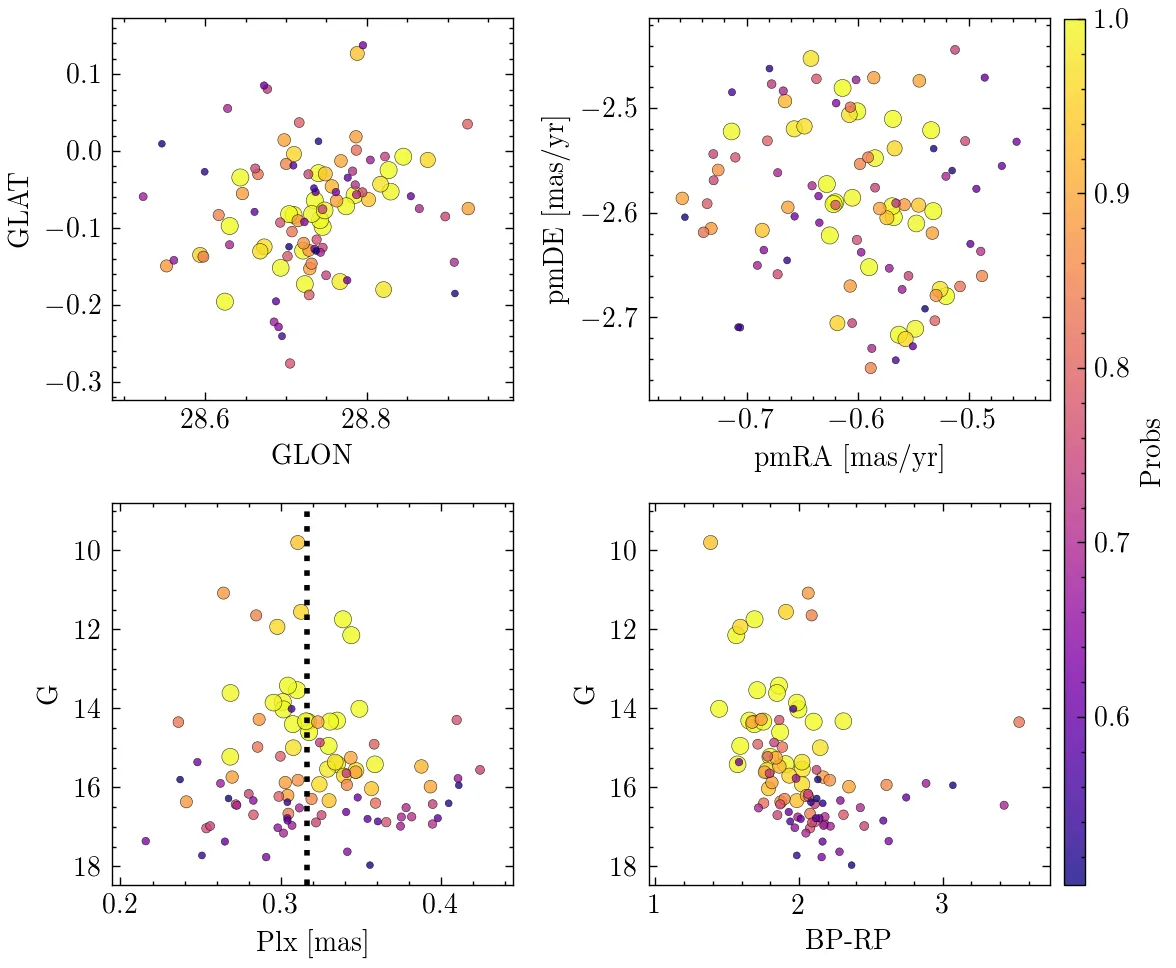 0.1
0.0
−0.1
−0.2
−0.3
GLAT
28.6 28.8
GLON
−2.5
−2.6
−2.7
pmDE [mas/yr]
−0.7 −0.6 −0.5
pmRA [mas/yr]
1.0
0.9
0.8
0.7
0.6
Probs
10
12
14
16
18
G
0.2 0.3 0.4
Plx [mas]
10
12
14
16
18
G
1 2 3
BP-RP